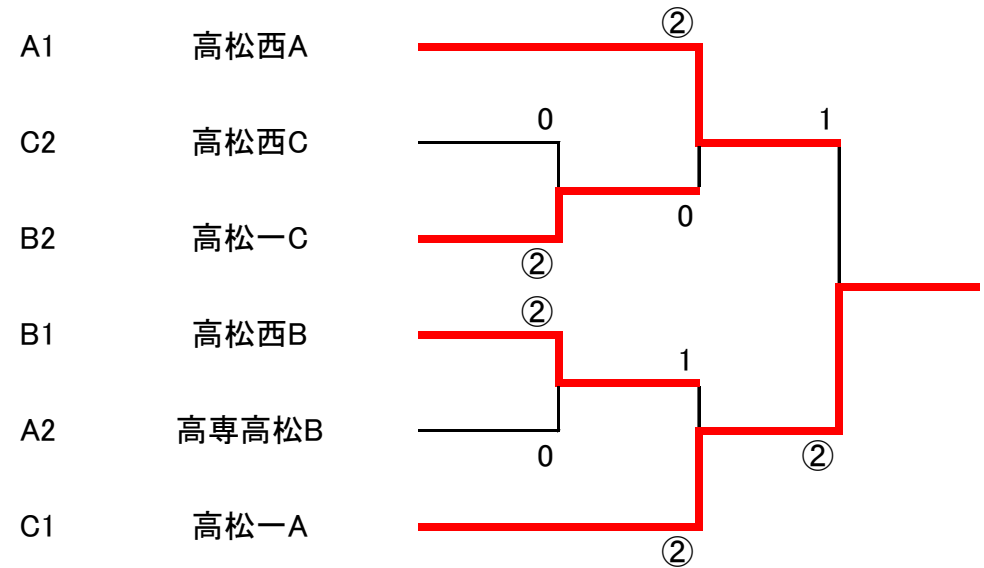 ②
A1 高松西A
0 1
C2 高松西C
0
B2 高松一C
②
②
B1 高松西B
1
A2 高専高松B
0 ②
C1 高松一A
②